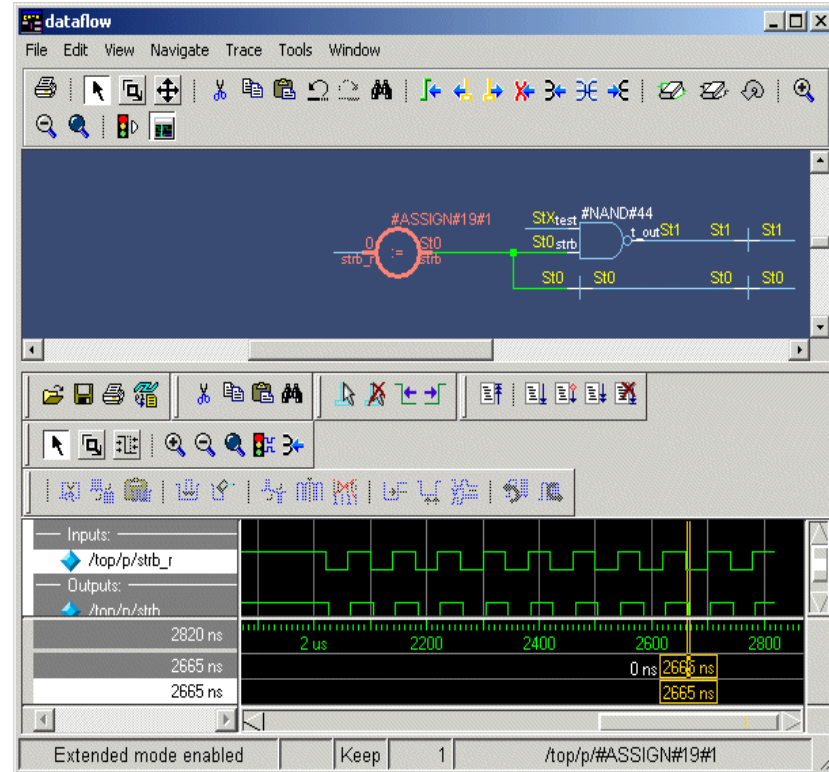 dataflow
File Edit View Navigate Trace Tools Window
#ASSIGN#19#1
StX test #NAND#44
0 St0
St0 strb t_out St1 St1 St1
strb_r := strb
St0 St0 St0 St0
Inputs:
/top/p/strb_r
Outputs:
/top/p/strb
2820 ns
2 us 2200 2400 2600 2800
2665 ns
0 ns 2665 ns
2665 ns
2665 ns
Extended mode enabled Keep 1 /top/p/#ASSIGN#19#1